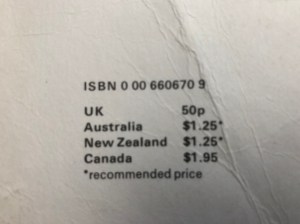 ISBN 0 00 660670 9
UK 50p
Australia $1.25*
New Zealand $1.25*
Canada $1.95
*recommended price